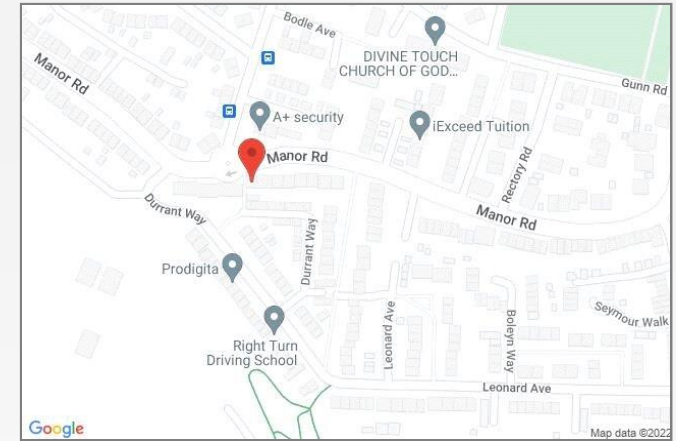 Bodle Ave
DIVINE TOUCH
CHURCH OF GOD...
Manor Rd
Gunn Rd
A+ security
iExceed Tuition
Manor Rd
Rectory Rd
Durrant Way
Manor Rd
Durrant Way
Prodigita
Leonard Ave
Boleyn Way
Seymour Walk
Right Turn
Driving School
Leonard Ave
Google
Map data ©2022